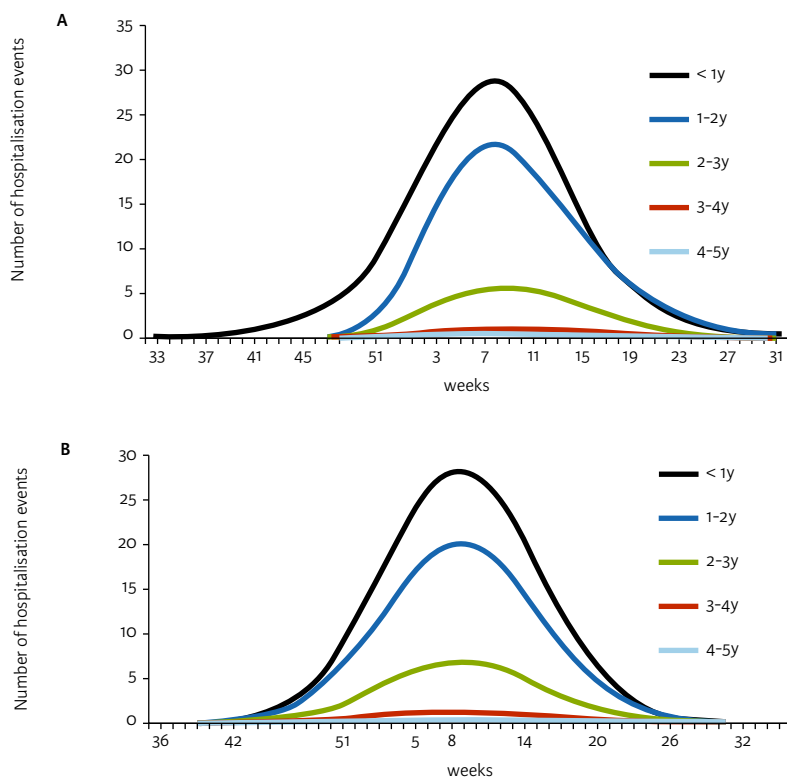 A
Number of hospitalisation events
35
30
25
20
15
10
5
0
< 1y
1-2y
2-3y
3-4y
4-5y
33 37 41 45 51 3 7 11 15 19 23 27 31
weeks
B
Number of hospitalisation events
30
25
20
15
10
5
0
< 1y
1-2y
2-3y
3-4y
4-5y
36 42 51 5 8 14 20 26 32
weeks